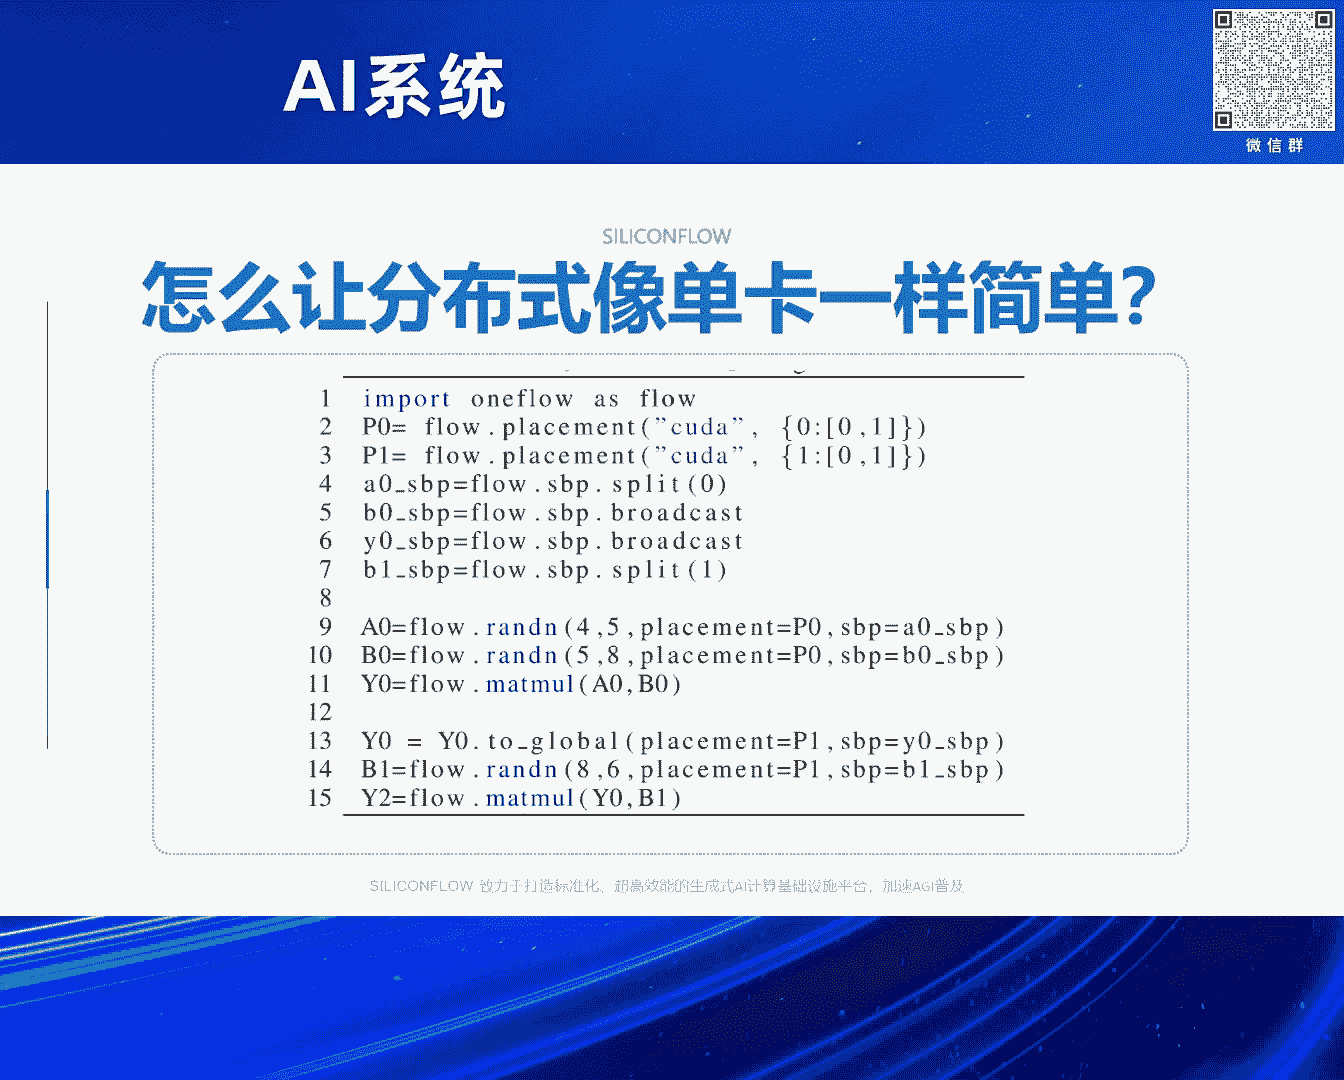 AI系统
微信群
SILICONFLOW
怎么让分布式像单卡一样简单？
1 import oneflow as flow
2 P0= flow.placement("cuda", {0:[0,1]})
3 P1= flow.placement("cuda", {1:[0,1]})
4 a0_sbp=flow.sbp.split(0)
5 b0_sbp=flow.sbp.broadcast
6 y0_sbp=flow.sbp.broadcast
7 b1_sbp=flow.sbp.split(1)
8
9 A0=flow.randn(4,5,placement=P0,sbp=a0_sbp)
10 B0=flow.randn(5,8,placement=P0,sbp=b0_sbp)
11 Y0=flow.matmul(A0,B0)
12
13 Y0 = Y0.to_global(placement=P1,sbp=y0_sbp)
14 B1=flow.randn(8,6,placement=P1,sbp=b1_sbp)
15 Y2=flow.matmul(Y0,B1)
SILICONFLOW 致力于打造标准化、超高效能的生成式AI计算基础设施平台，加速AGI普及